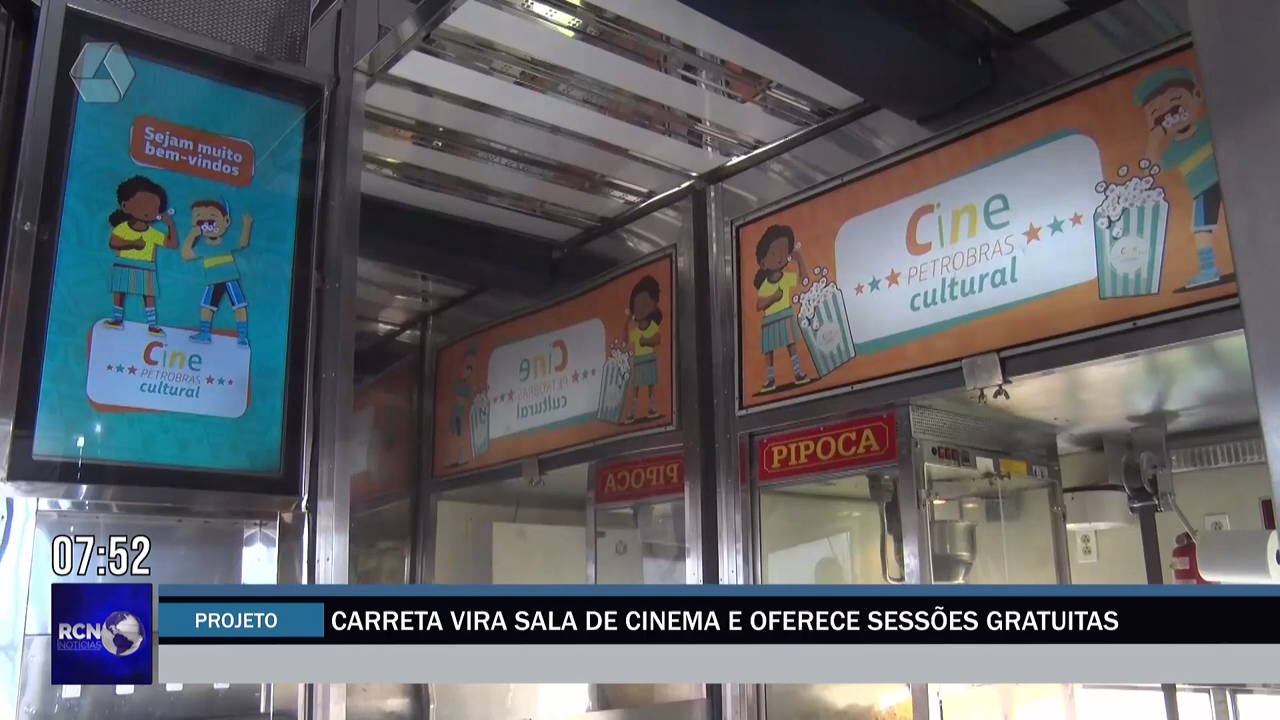 Sejam muito
bem-vindos
Cine
PETROBRAS
cultural
Cine
PETROBRAS
cultural
Cine
PETROBRAS
cultural
PIPOCA
PIPOCA
07:52
RCN
NOTÍCIAS
PROJETO
CARRETA VIRA SALA DE CINEMA E OFERECE SESSÕES GRATUITAS